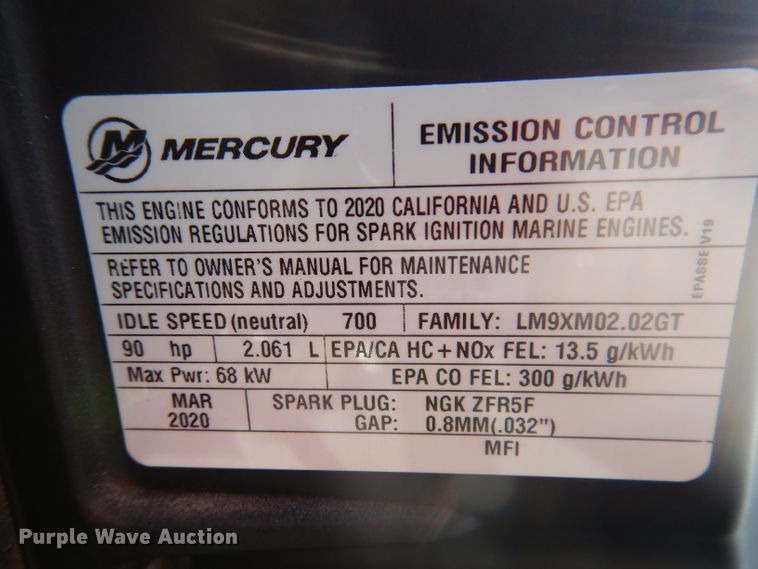 MERCURY
EMISSION CONTROL
INFORMATION
THIS ENGINE CONFORMS TO 2020 CALIFORNIA AND U.S. EPA
EMISSION REGULATIONS FOR SPARK IGNITION MARINE ENGINES.
REFER TO OWNER'S MANUAL FOR MAINTENANCE
SPECIFICATIONS AND ADJUSTMENTS.
EPA88E V19
IDLE SPEED (neutral) 700 FAMILY: LM9XM02.02GT
90 hp 2.061 L EPA/CA HC+NOx FEL: 13.5 g/kWh
Max Pwr: 68 kW EPA CO FEL: 300 g/kWh
MAR
2020
SPARK PLUG: NGK ZFR5F
GAP: 0.8MM(.032")
MFI
Purple Wave Auction